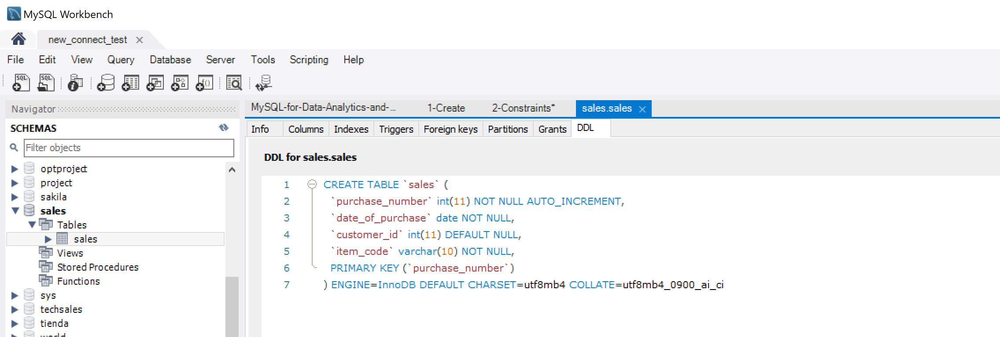 MySQL Workbench
new_connect_test
File Edit View Query Database Server Tools Scripting Help
Navigator
SCHEMAS
Filter objects
optproject
project
sakila
sales
Tables
sales
Views
Stored Procedures
Functions
sys
techsales
tienda
world
MySQL-for-Data-Analytics-and-... 1-Create 2-Constraints* sales.sales
Info Columns Indexes Triggers Foreign keys Partitions Grants DDL
DDL for sales.sales
1 CREATE TABLE `sales` (
2 `purchase_number` int(11) NOT NULL AUTO_INCREMENT,
3 `date_of_purchase` date NOT NULL,
4 `customer_id` int(11) DEFAULT NULL,
5 `item_code` varchar(10) NOT NULL,
6 PRIMARY KEY (`purchase_number`)
7 ) ENGINE=InnoDB DEFAULT CHARSET=utf8mb4 COLLATE=utf8mb4_0900_ai_ci